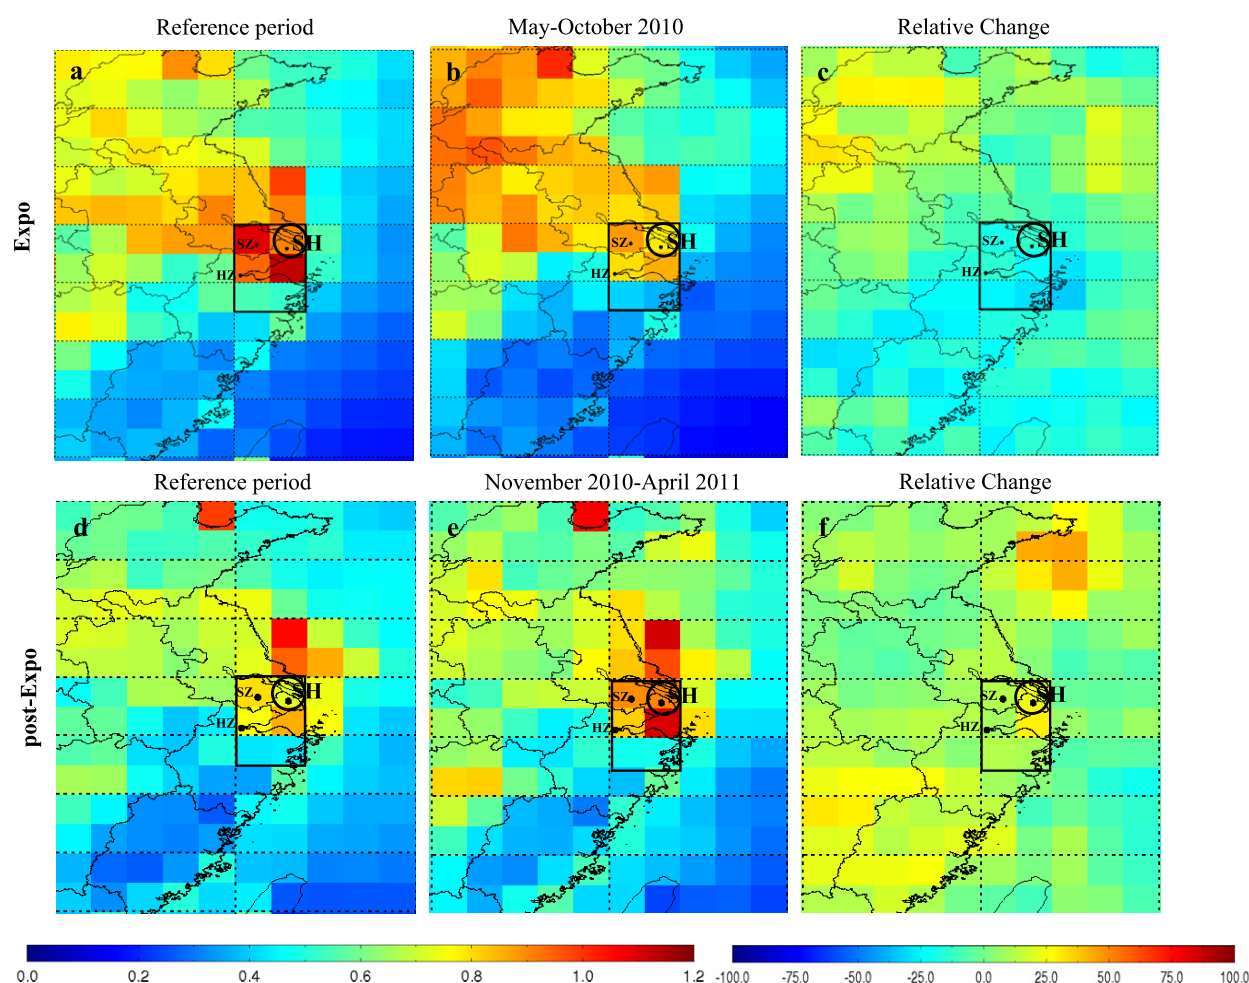 Reference period May-October 2010 Relative Change
a b c
Expo
SZ SH SZ SH SZ SH
HZ HZ HZ
Reference period November 2010-April 2011 Relative Change
d e f
post-Expo
SZ SH SZ SH SZ SH
HZ HZ HZ
0.0 0.2 0.4 0.6 0.8 1.0 1.2
-100.0 -75.0 -50.0 -25.0 0.0 25.0 50.0 75.0 100.0